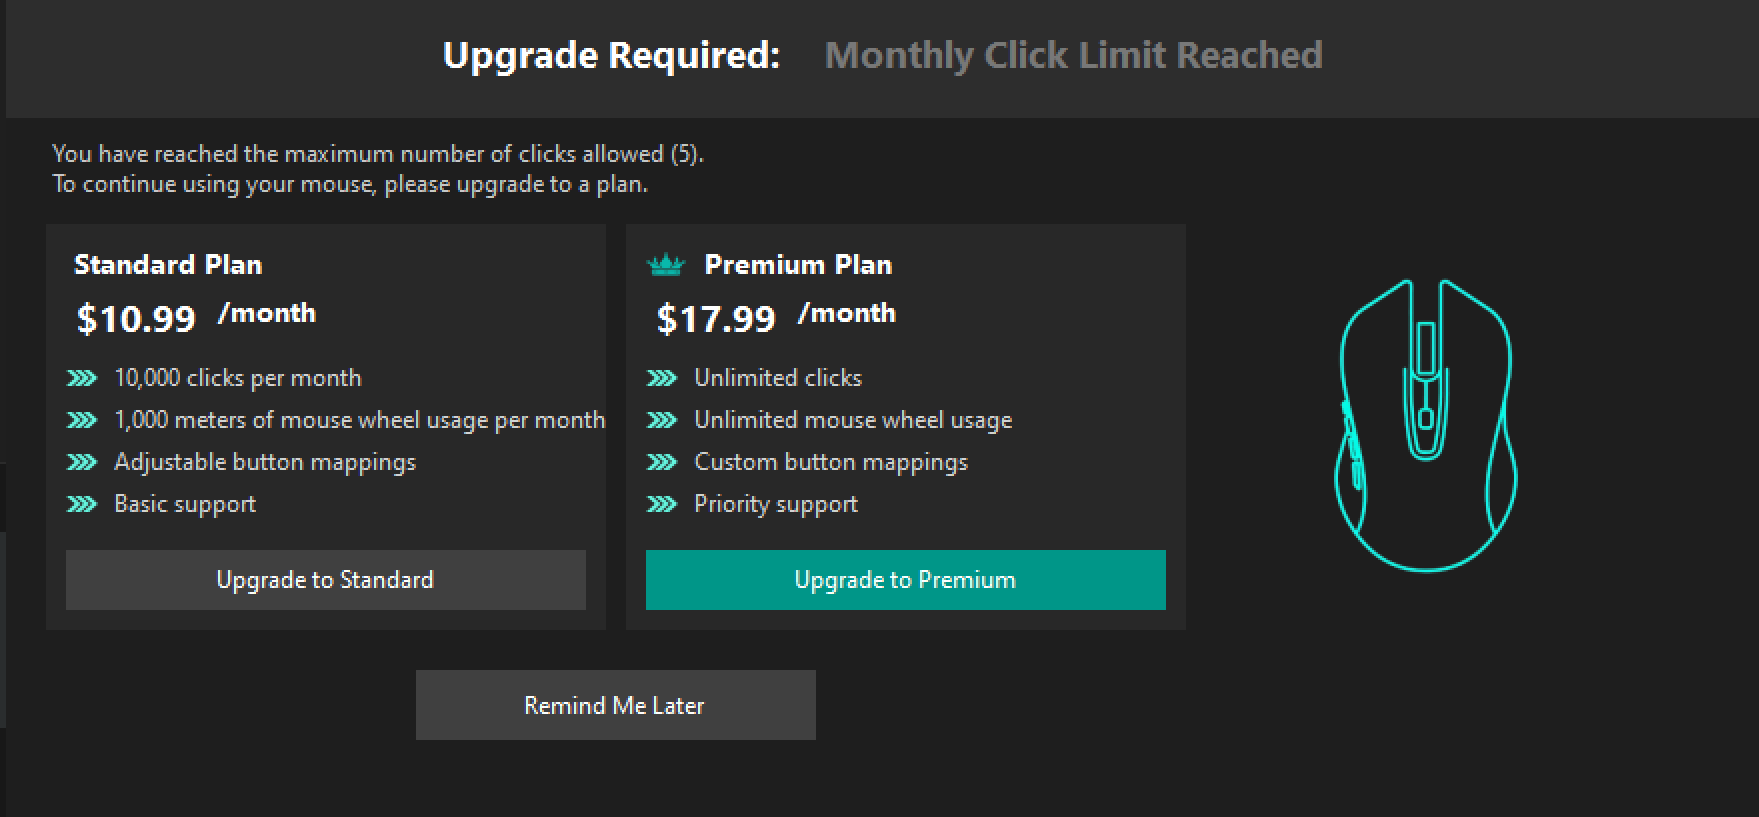 Upgrade Required: Monthly Click Limit Reached
You have reached the maximum number of clicks allowed (5).
To continue using your mouse, please upgrade to a plan.
Standard Plan
$10.99 /month
10,000 clicks per month
1,000 meters of mouse wheel usage per month
Adjustable button mappings
Basic support
Upgrade to Standard
Premium Plan
$17.99 /month
Unlimited clicks
Unlimited mouse wheel usage
Custom button mappings
Priority support
Upgrade to Premium
Remind Me Later